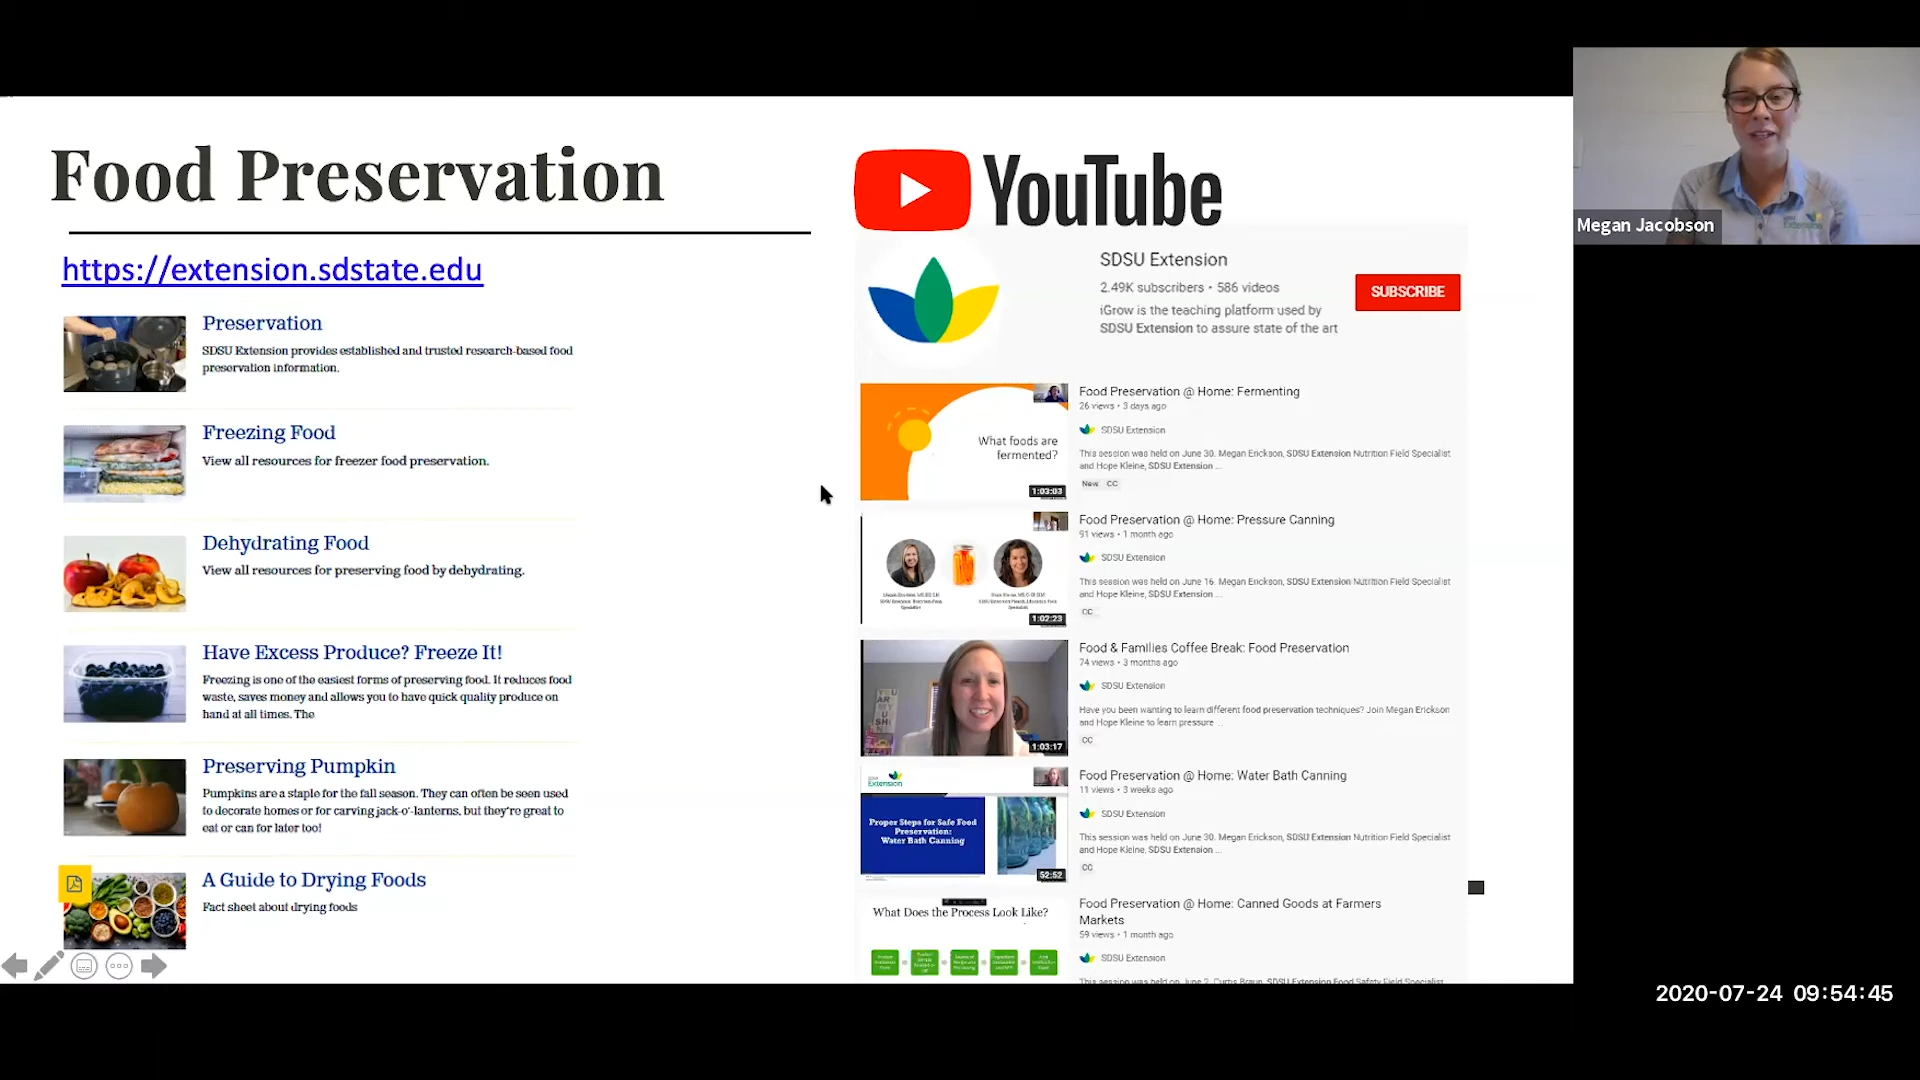 Food Preservation
https://extension.sdstate.edu
Preservation
SDSU Extension provides established and trusted research-based food
preservation information.
Freezing Food
View all resources for freezer food preservation.
Dehydrating Food
View all resources for preserving food by dehydrating.
Have Excess Produce? Freeze It!
Freezing is one of the easiest forms of preserving food. It reduces food
waste, saves money and allows you to have quick quality produce on
hand at all times. The
Preserving Pumpkin
Pumpkins are a staple for the fall season. They can often be seen used
to decorate homes or for carving jack-o'-lanterns, but they're great to
eat or can for later too!
A Guide to Drying Foods
Fact sheet about drying foods
YouTube
SDSU Extension
2.49K subscribers • 586 videos
iGrow is the teaching platform used by
SDSU Extension to assure state of the art
SUBSCRIBE
What foods are
fermented?
1:03:03
Food Preservation @ Home: Fermenting
26 views • 3 days ago
SDSU Extension
This session was held on June 30. Megan Erickson, SDSU Extension Nutrition Field Specialist
and Hope Kleine, SDSU Extension ...
New CC
1:02:23
Food Preservation @ Home: Pressure Canning
91 views • 1 month ago
SDSU Extension
This session was held on June 16. Megan Erickson, SDSU Extension Nutrition Field Specialist
and Hope Kleine, SDSU Extension ...
CC
1:03:17
Food & Families Coffee Break: Food Preservation
74 views • 3 months ago
SDSU Extension
Have you been wanting to learn different food preservation techniques? Join Megan Erickson
and Hope Kleine to learn pressure ...
CC
Extension
Proper Steps for Safe Food
Preservation:
Water Bath Canning
52:52
Food Preservation @ Home: Water Bath Canning
11 views • 3 weeks ago
SDSU Extension
This session was held on June 30. Megan Erickson, SDSU Extension Nutrition Field Specialist
and Hope Kleine, SDSU Extension ...
CC
What Does the Process Look Like?
Food Preservation @ Home: Canned Goods at Farmers
Markets
59 views • 1 month ago
SDSU Extension
This session was held on June 2. Curtis Braun, SDSU Extension Food Safety Field Specialist
Extension
Megan Jacobson
2020-07-24 09:54:45